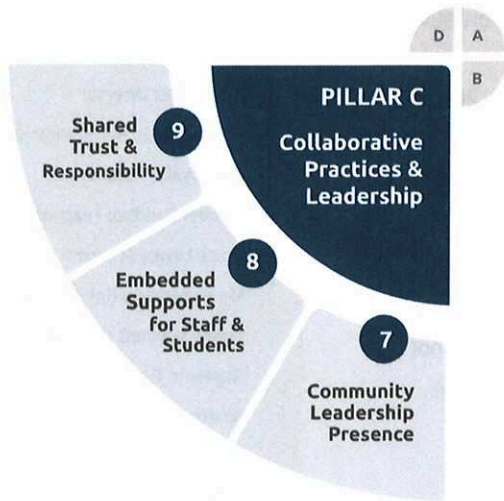 D
A
B
PILLAR C
Collaborative
Practices &
Leadership
9
Shared
Trust &
Responsibility
8
Embedded
Supports
for Staff &
Students
7
Community
Leadership
Presence